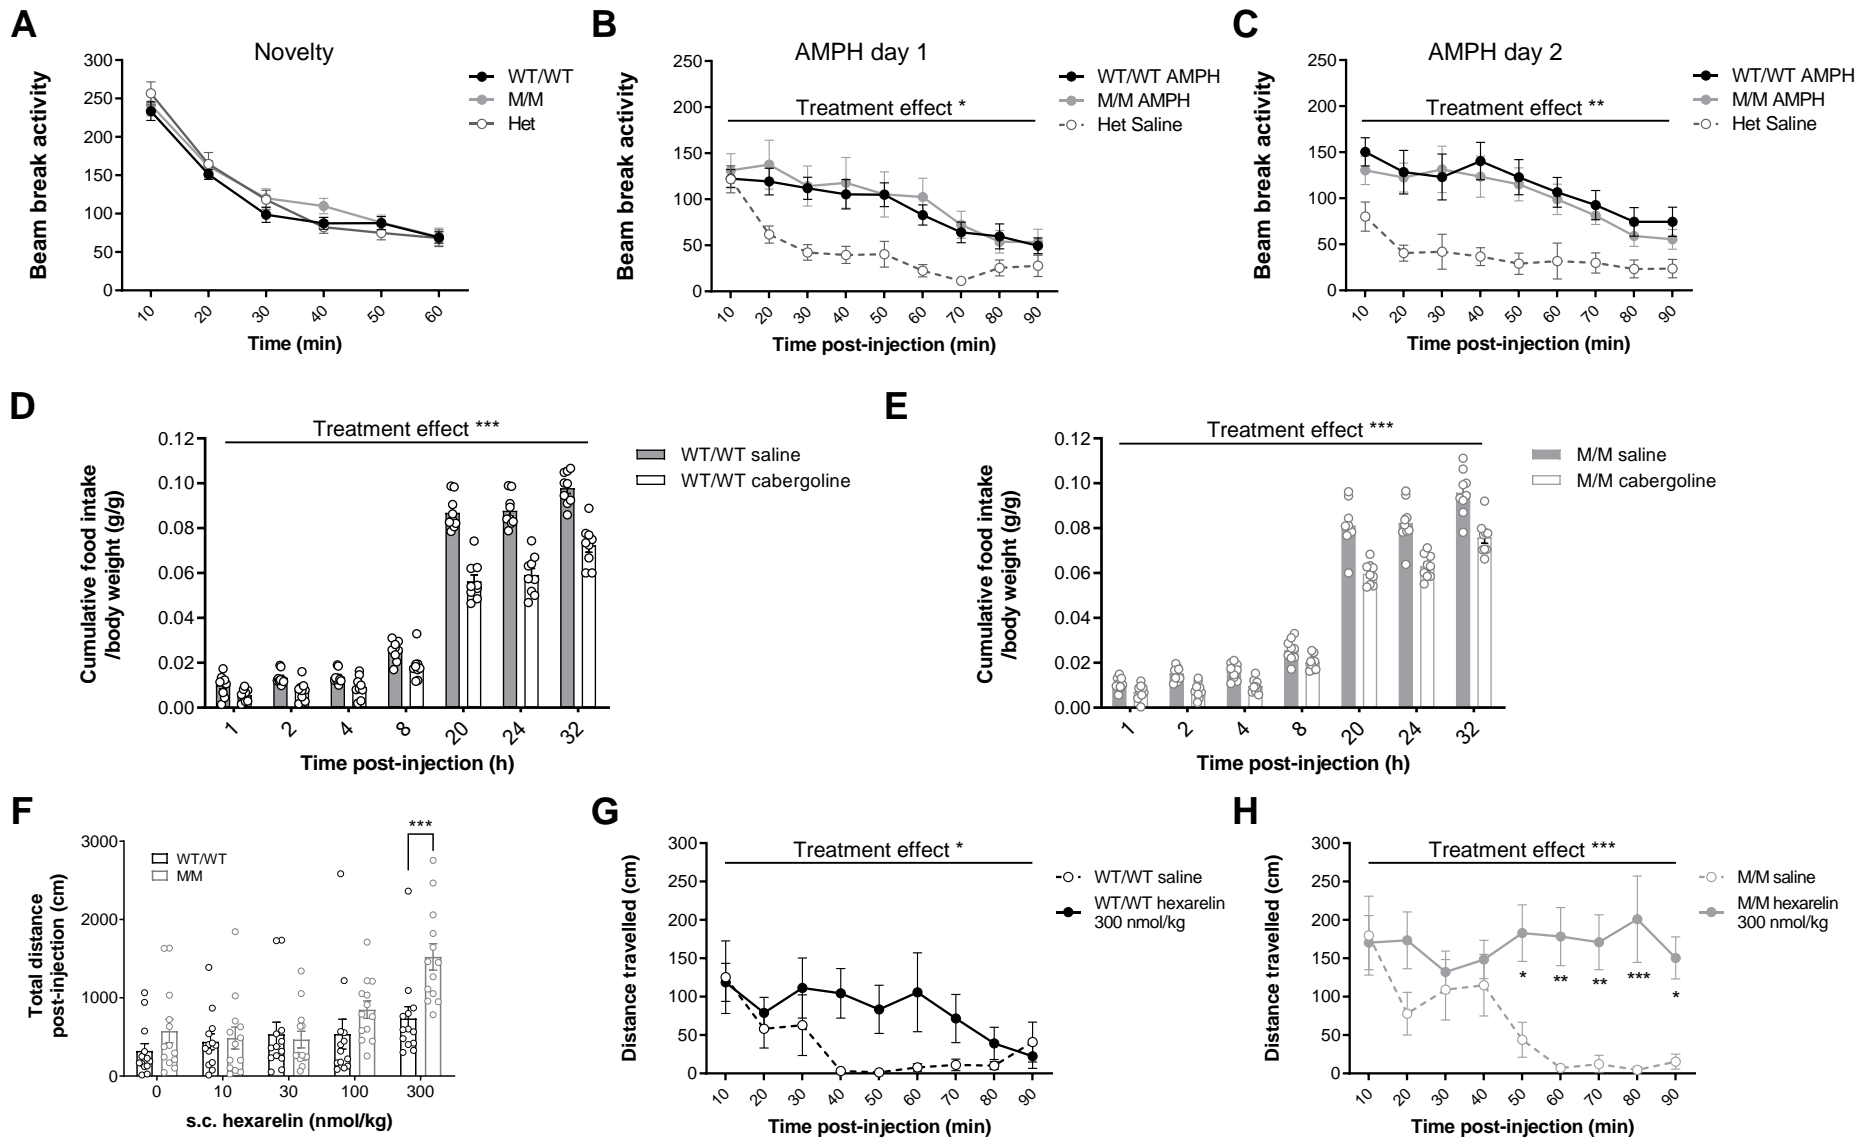 A
Novelty
Beam break activity
300
250
200
150
100
50
0
10
20
30
40
50
60
Time (min)
WT/WT
M/M
Het
B
AMPH day 1
Beam break activity
250
200
150
100
50
0
Treatment effect *
10
20
30
40
50
60
70
80
90
Time post-injection (min)
WT/WT AMPH
M/M AMPH
Het Saline
C
AMPH day 2
Beam break activity
250
200
150
100
50
0
Treatment effect **
10
20
30
40
50
60
70
80
90
Time post-injection (min)
WT/WT AMPH
M/M AMPH
Het Saline
D
Cumulative food intake
/body weight (g/g)
0.12
0.10
0.08
0.06
0.04
0.02
0.00
Treatment effect ***
1
2
4
8
20
24
32
Time post-injection (h)
WT/WT saline
WT/WT cabergoline
E
Cumulative food intake
/body weight (g/g)
0.12
0.10
0.08
0.06
0.04
0.02
0.00
Treatment effect ***
1
2
4
8
20
24
32
Time post-injection (h)
M/M saline
M/M cabergoline
F
Total distance
post-injection (cm)
3000
2000
1000
0
WT/WT
M/M
***
0
10
30
100
300
s.c. hexarelin (nmol/kg)
G
Distance travelled (cm)
300
250
200
150
100
50
0
Treatment effect *
10
20
30
40
50
60
70
80
90
Time post-injection (min)
WT/WT saline
WT/WT hexarelin
300 nmol/kg
H
Distance travelled (cm)
300
250
200
150
100
50
0
Treatment effect ***
*
**
**
***
*
10
20
30
40
50
60
70
80
90
Time post-injection (min)
M/M saline
M/M hexarelin
300 nmol/kg